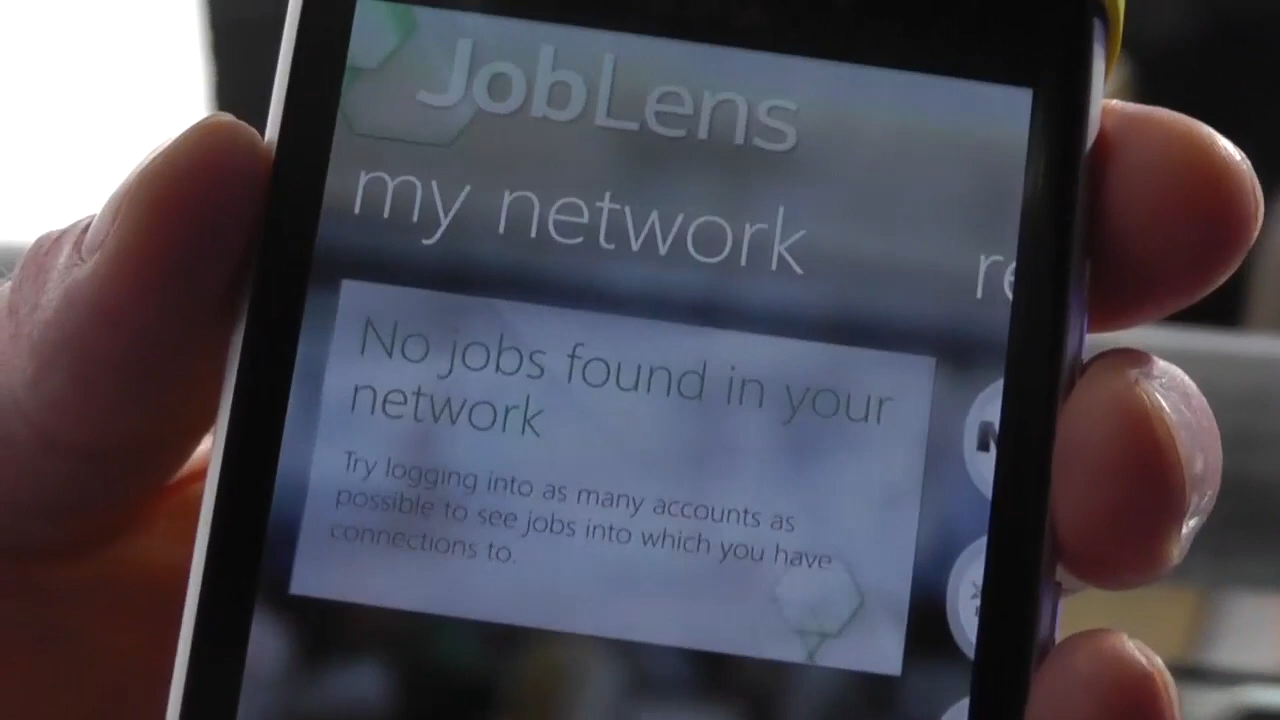 JobLens
my network
re
No jobs found in your
network
Try logging into as many accounts as
possible to see jobs into which you have
connections to.
N